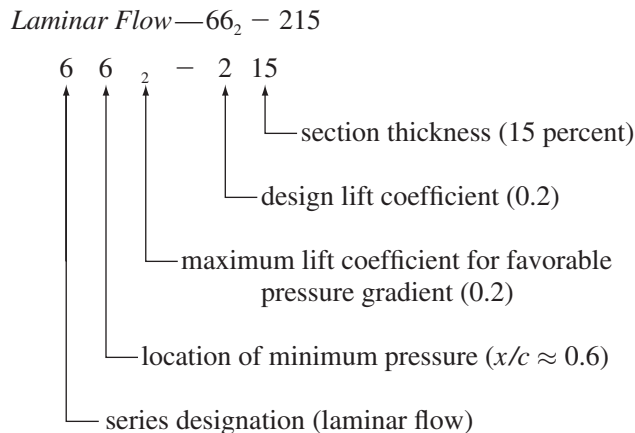 Laminar Flow—66₂ − 215
6 6 ₂ − 2 15
section thickness (15 percent)
design lift coefficient (0.2)
maximum lift coefficient for favorable
pressure gradient (0.2)
location of minimum pressure (x/c ≈ 0.6)
series designation (laminar flow)